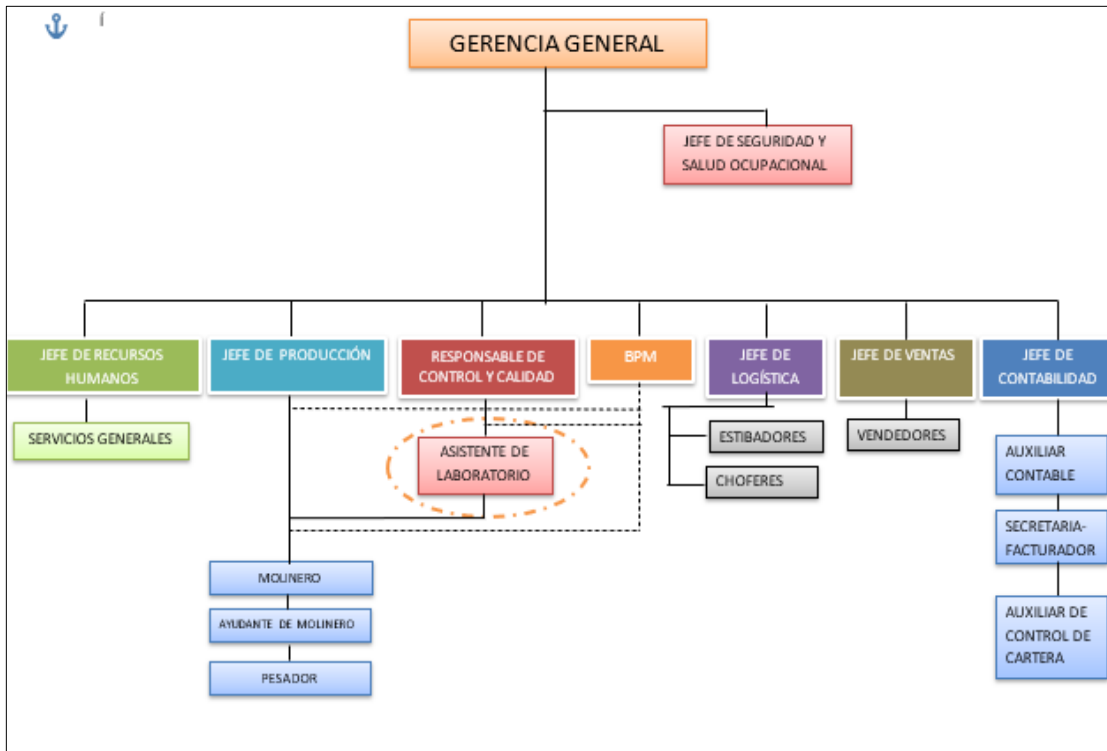 GERENCIA GENERAL
JEFE DE SEGURIDAD Y
SALUD OCUPACIONAL
JEFE DE RECURSOS
HUMANOS
JEFE DE PRODUCCIÓN
RESPONSABLE DE
CONTROL Y CALIDAD
BPM
JEFE DE
LOGÍSTICA
JEFE DE VENTAS
JEFE DE
CONTABILIDAD
SERVICIOS GENERALES
ASISTENTE DE
LABORATORIO
ESTIBADORES
CHOFERES
VENDEDORES
AUXILIAR
CONTABLE
SECRETARIA-
FACTURADOR
AUXILIAR DE
CONTROL DE
CARTERA
MOLINERO
AYUDANTE DE MOLINERO
PESADOR